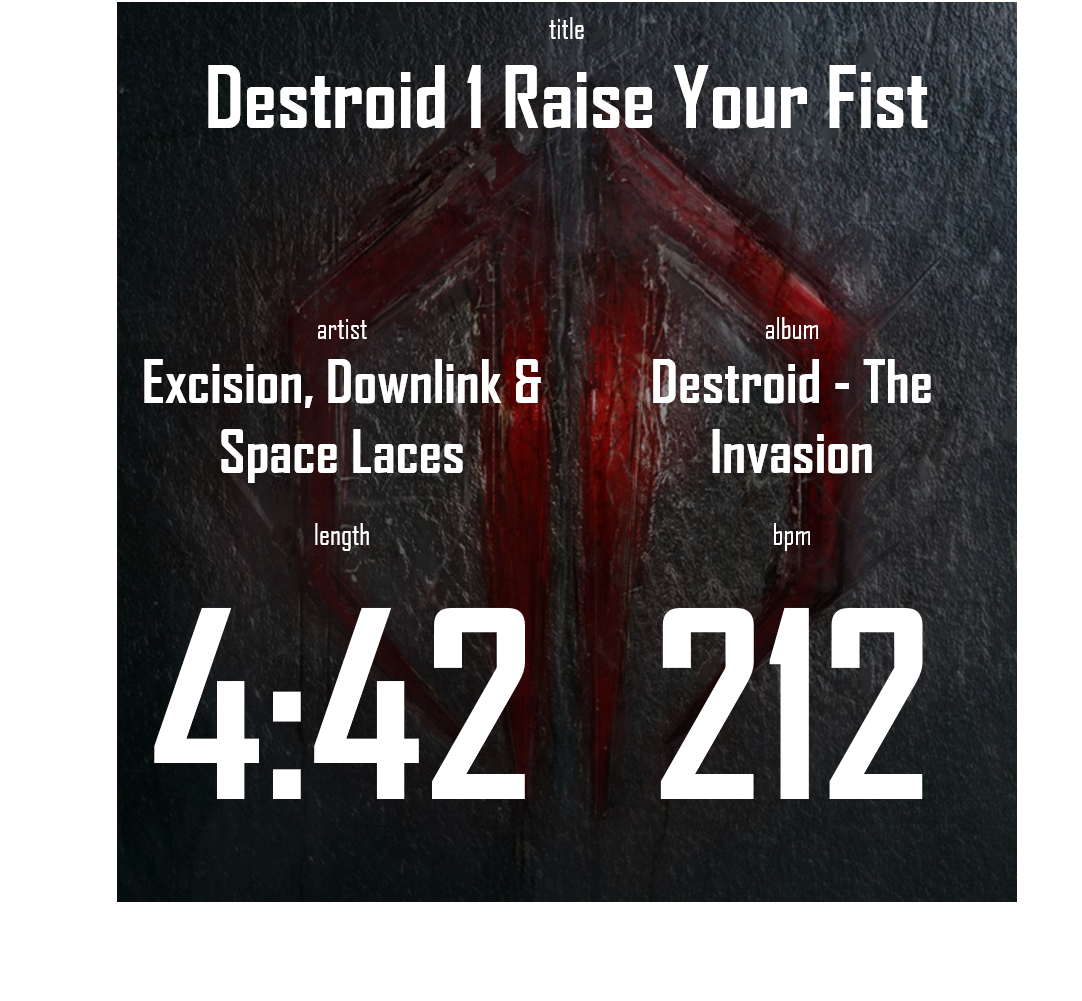 title
Destroid 1 Raise Your Fist
artist
Excision, Downlink &
Space Laces
album
Destroid - The
Invasion
length
4:42
bpm
212